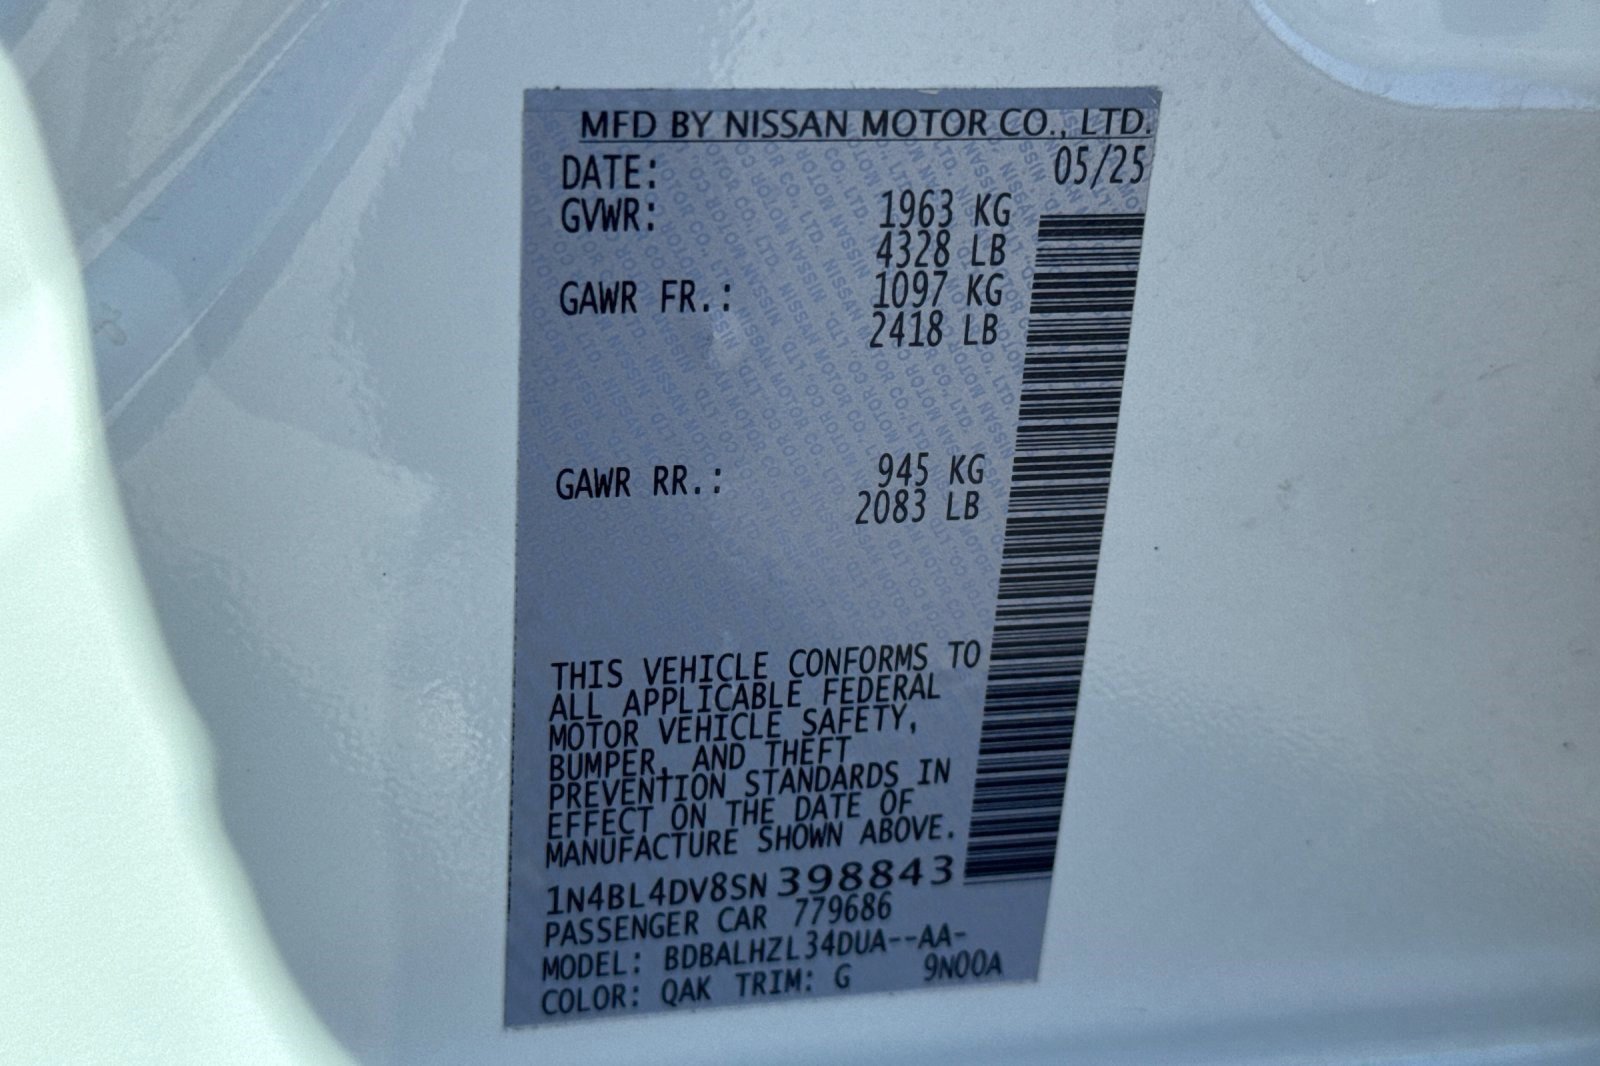 MFD BY NISSAN MOTOR CO., LTD.
DATE: 05/25
GVWR: 1963 KG
4328 LB
GAWR FR.: 1097 KG
2418 LB
GAWR RR.: 945 KG
2083 LB
THIS VEHICLE CONFORMS TO
ALL APPLICABLE FEDERAL
MOTOR VEHICLE SAFETY,
BUMPER, AND THEFT
PREVENTION STANDARDS IN
EFFECT ON THE DATE OF
MANUFACTURE SHOWN ABOVE.
1N4BL4DV8SN398843
PASSENGER CAR 779686
MODEL: BDBALHZL34DUA--AA-
COLOR: QAK TRIM: G 9N00A